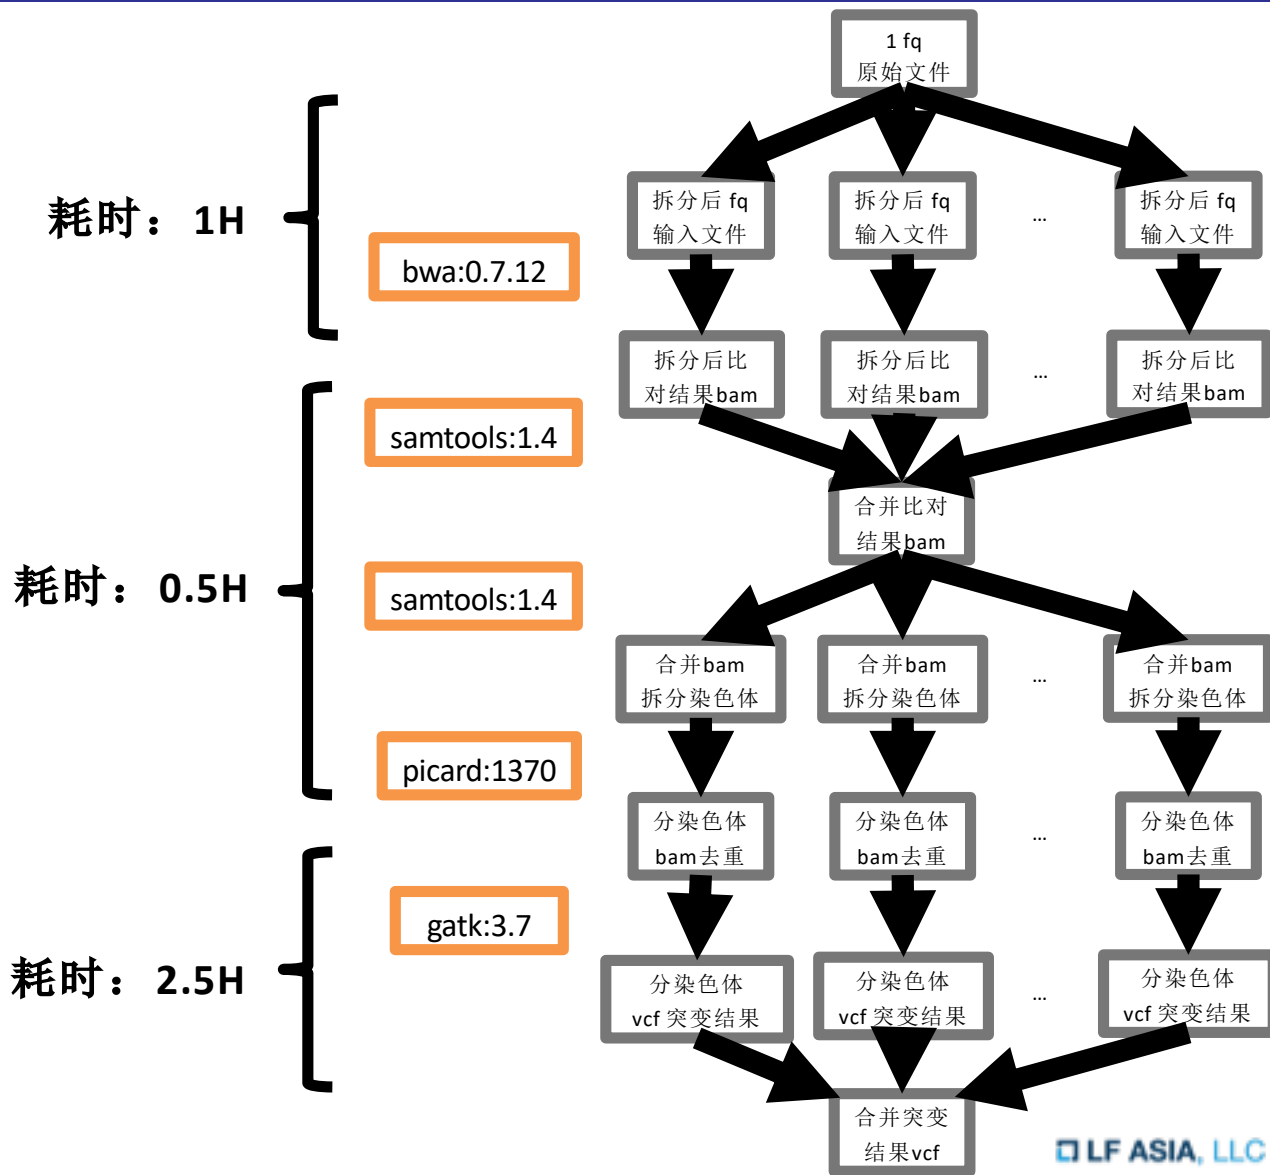 1 fq
原始文件
耗时：1H
bwa:0.7.12
拆分后 fq
输入文件
拆分后 fq
输入文件
...
拆分后 fq
输入文件
拆分后比
对结果bam
拆分后比
对结果bam
...
拆分后比
对结果bam
耗时：0.5H
samtools:1.4
合并比对
结果bam
samtools:1.4
合并bam
拆分染色体
合并bam
拆分染色体
...
合并bam
拆分染色体
picard:1370
分染色体
bam去重
分染色体
bam去重
...
分染色体
bam去重
耗时：2.5H
gatk:3.7
分染色体
vcf 突变结果
分染色体
vcf 突变结果
...
分染色体
vcf 突变结果
合并突变
结果vcf
LF ASIA, LLC